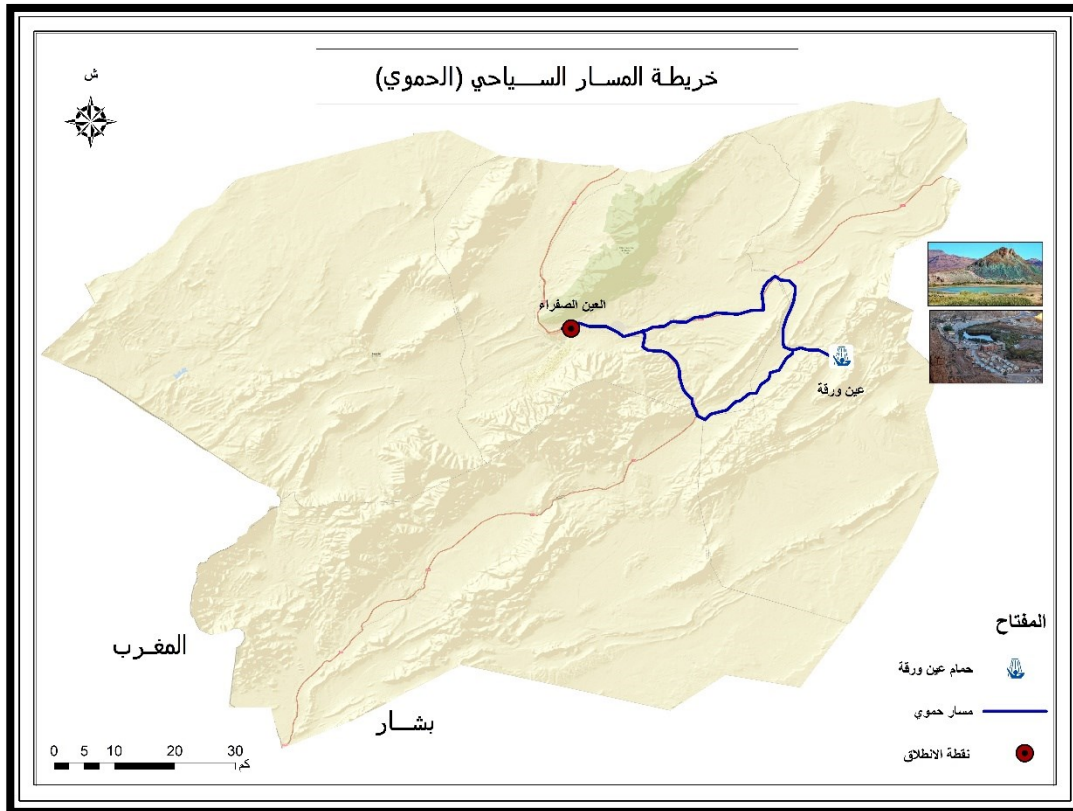 خريطة المسار السياحي (الحموي)
ش
العين الصفراء
عين ورقة
المغرب
بشار
المفتاح
حمام عين ورقة
مسار حموي
نقطة الانطلاق
0 5 10 20 30
كم